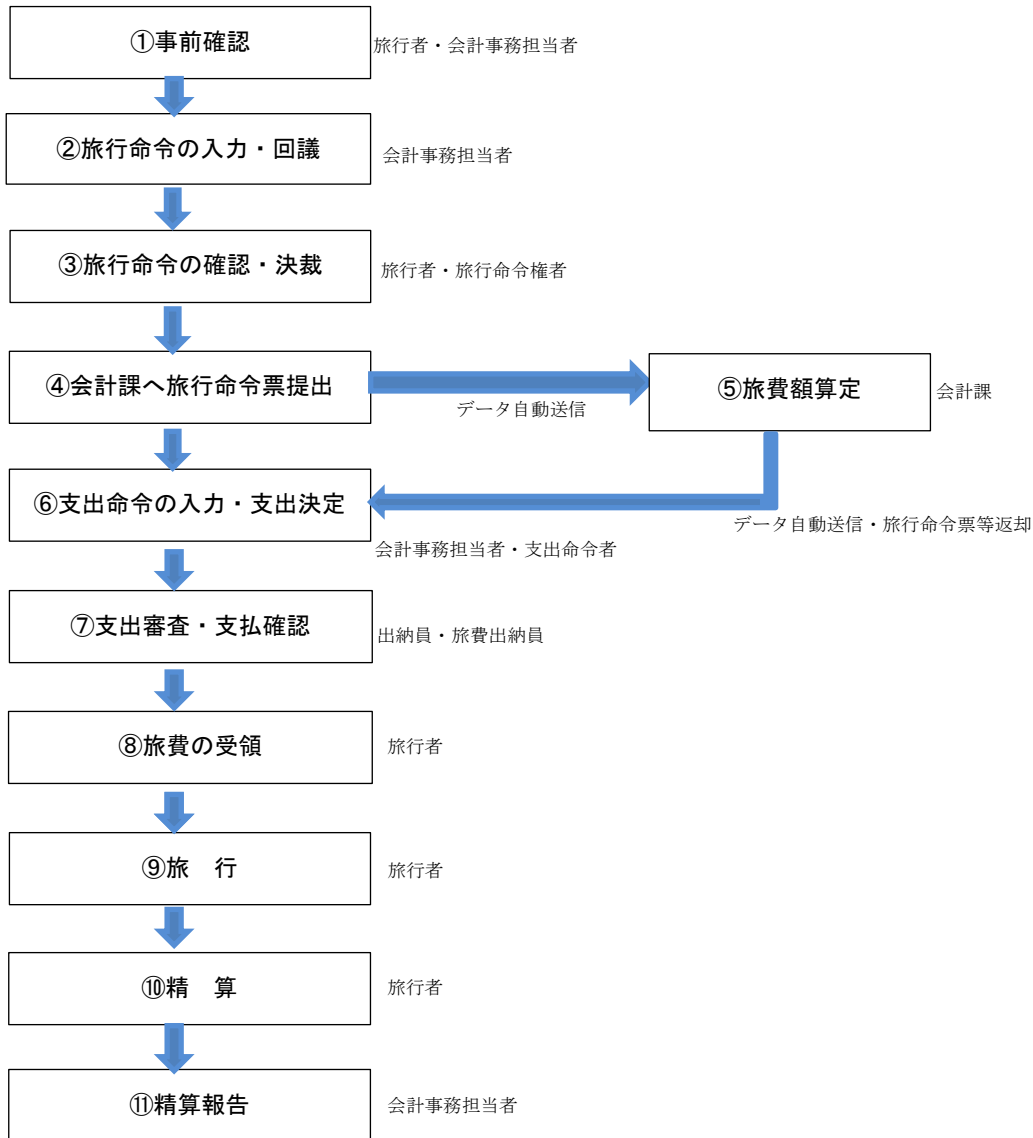 ①事前確認
旅行者・会計事務担当者
②旅行命令の入力・回議
会計事務担当者
③旅行命令の確認・決裁
旅行者・旅行命令権者
④会計課へ旅行命令票提出
データ自動送信
⑤旅費額算定
会計課
⑥支出命令の入力・支出決定
データ自動送信・旅行命令票等返却
会計事務担当者・支出命令者
⑦支出審査・支払確認
出納員・旅費出納員
⑧旅費の受領
旅行者
⑨旅　行
旅行者
⑩精　算
旅行者
⑪精算報告
会計事務担当者